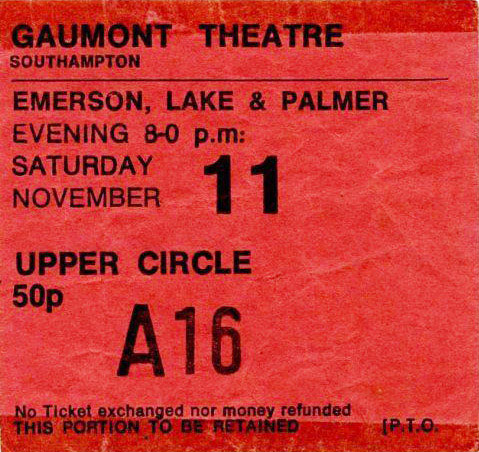 GAUMONT THEATRE
SOUTHAMPTON
EMERSON, LAKE & PALMER
EVENING 8-0 p.m:
SATURDAY
NOVEMBER 11
UPPER CIRCLE
50p
A16
No Ticket exchanged nor money refunded
THIS PORTION TO BE RETAINED [P.T.O.